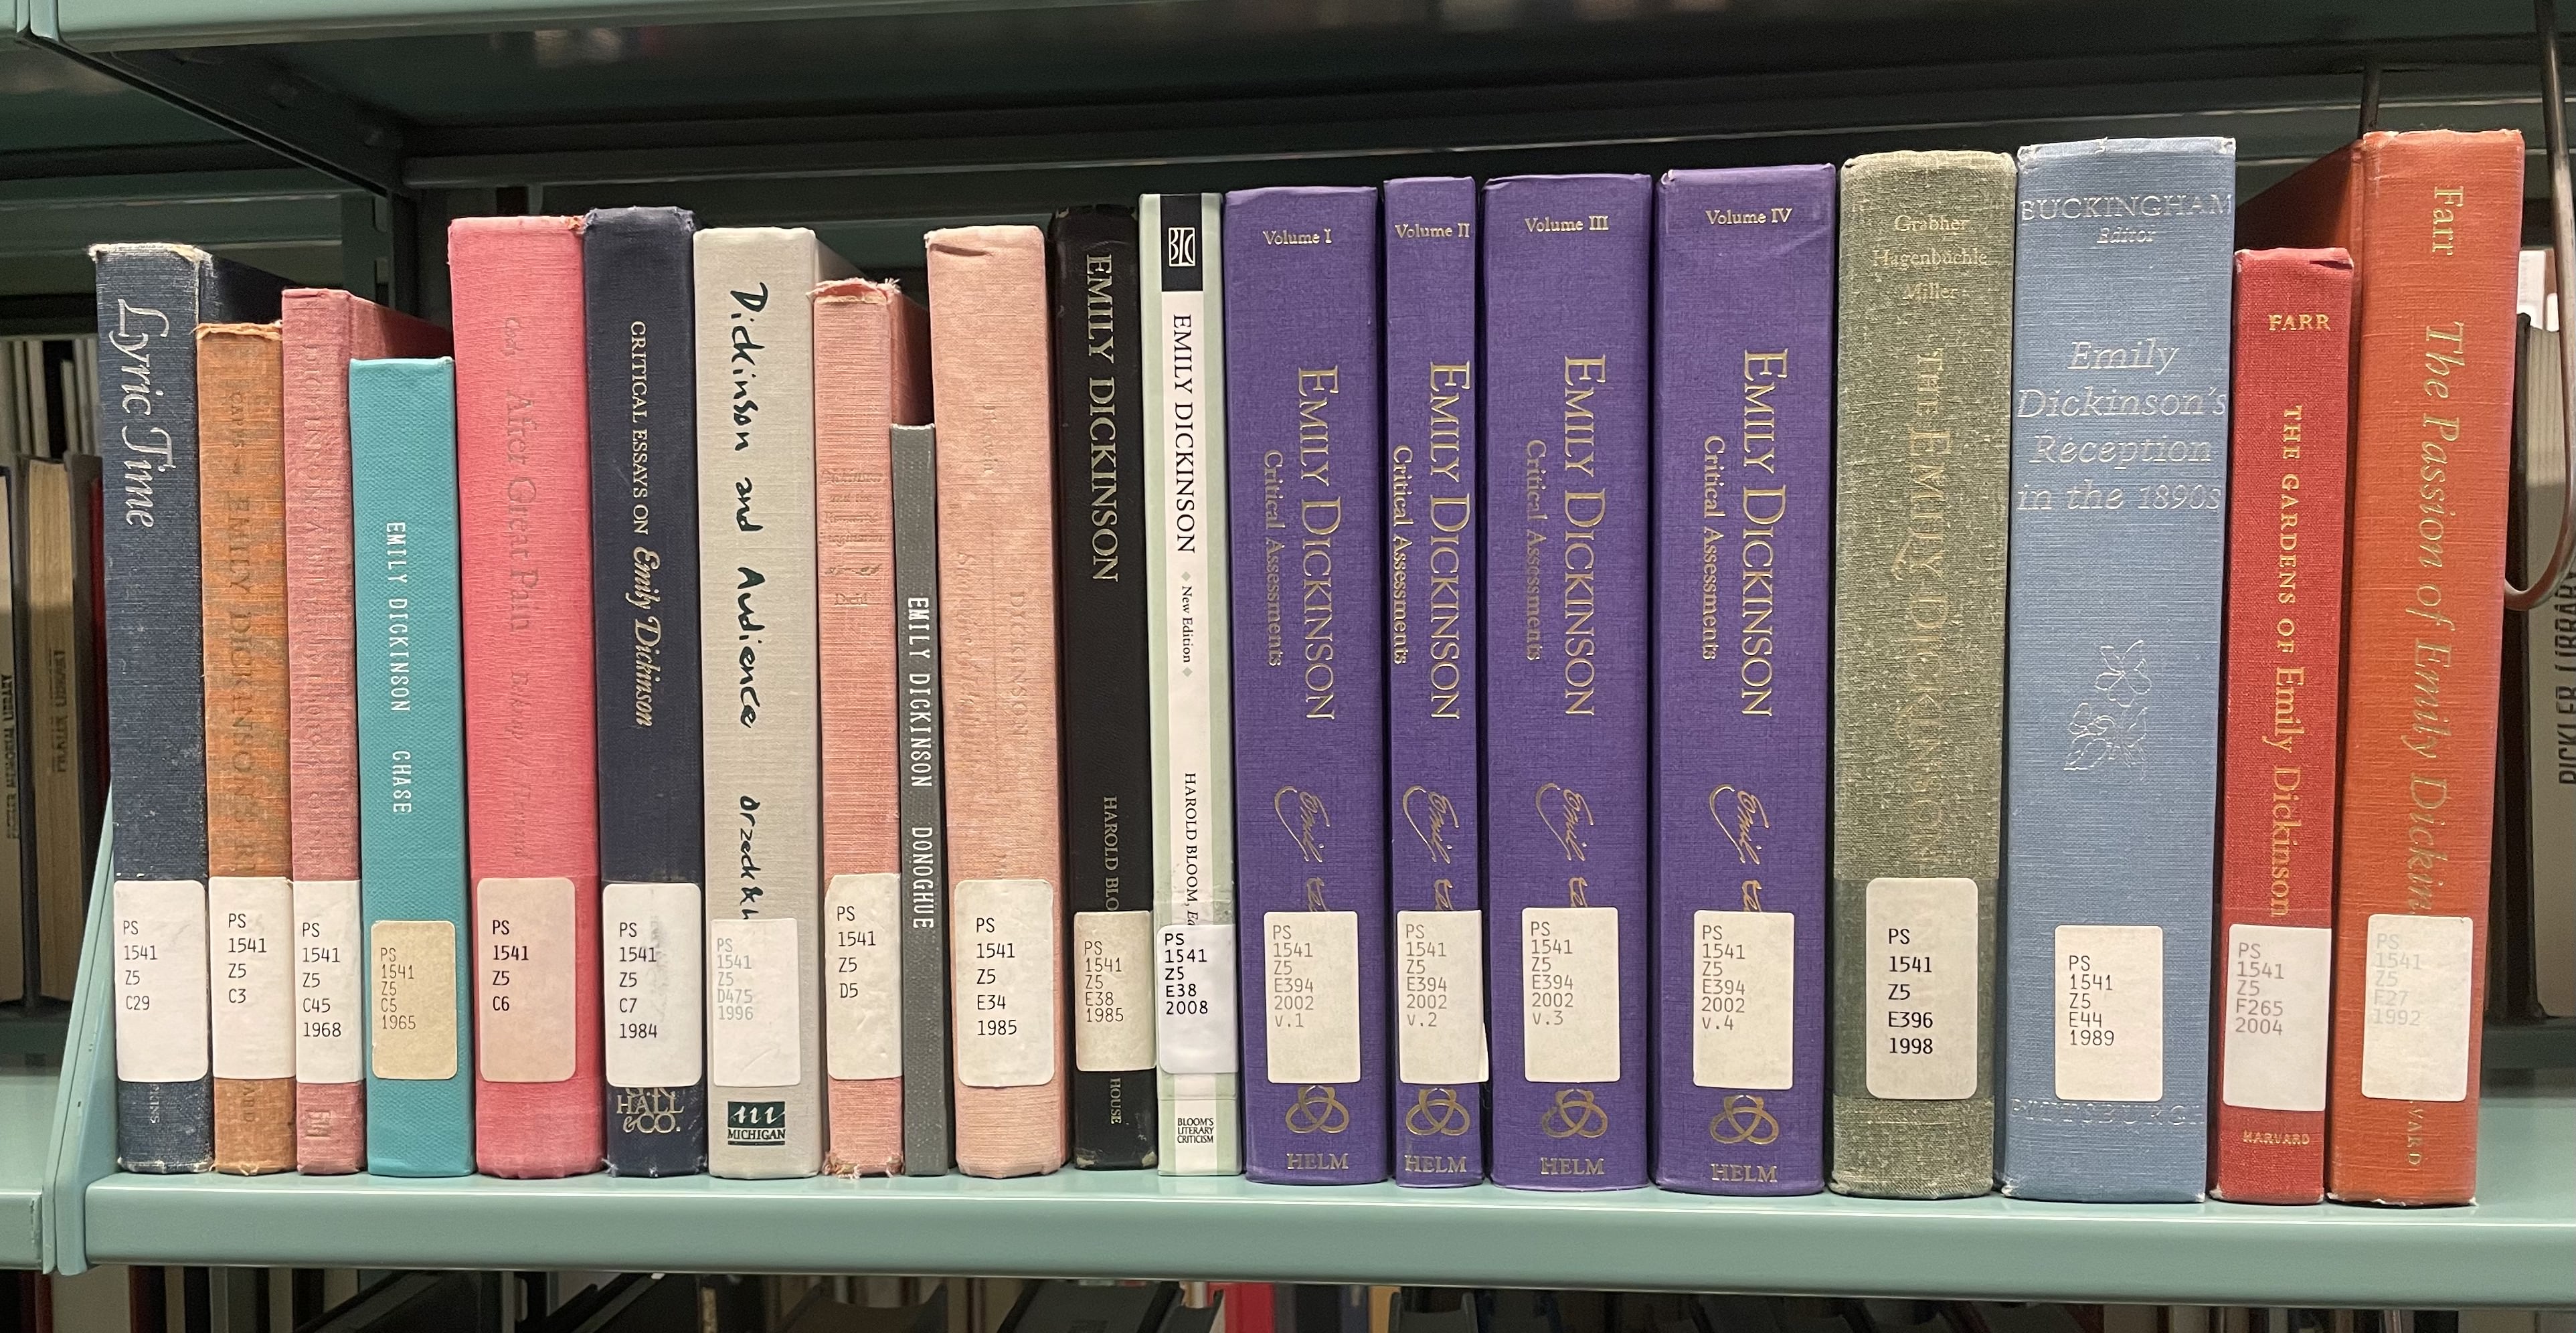 Lyric Time
PS
1541
Z5
C29
EMILY DICKINSON
PS
1541
Z5
C3
PS
1541
Z5
C45
1968
EMILY DICKINSON CHASE
PS
1541
Z5
C5
1965
Cody After Great Pain
PS
1541
Z5
C6
CRITICAL ESSAYS ON Emily Dickinson
PS
1541
Z5
C7
1984
HALL
&CO.
Dickinson and Audience
PS
1541
Z5
D475
1996
MICHIGAN
PS
1541
Z5
D5
EMILY DICKINSON DONOGHUE
DICKINSON
PS
1541
Z5
E34
1985
EMILY DICKINSON
HAROLD BLO
PS
1541
Z5
E38
1985
HOUSE
EMILY DICKINSON New Edition
HAROLD BLOOM, Ed
PS
1541
Z5
E38
2008
BLOOM'S
LITERARY
CRITICISM
Volume I
EMILY DICKINSON
Critical Assessments
PS
1541
Z5
E394
2002
v.1
HELM
Volume II
EMILY DICKINSON
Critical Assessments
PS
1541
Z5
E394
2002
v.2
HELM
Volume III
EMILY DICKINSON
Critical Assessments
PS
1541
Z5
E394
2002
v.3
HELM
Volume IV
EMILY DICKINSON
Critical Assessments
PS
1541
Z5
E394
2002
v.4
HELM
Grabher
Hagenbüchle
Miller
THE EMILY DICKINSON
PS
1541
Z5
E396
1998
BUCKINGHAM
Editor
Emily
Dickinson's
Reception
in the 1890s
PS
1541
Z5
E44
1989
PITTSBURGH
FARR
THE GARDENS OF Emily Dickinson
PS
1541
Z5
F265
2004
HARVARD
Farr The Passion of Emily Dickin
PS
1541
Z5
F27
1992
VARD